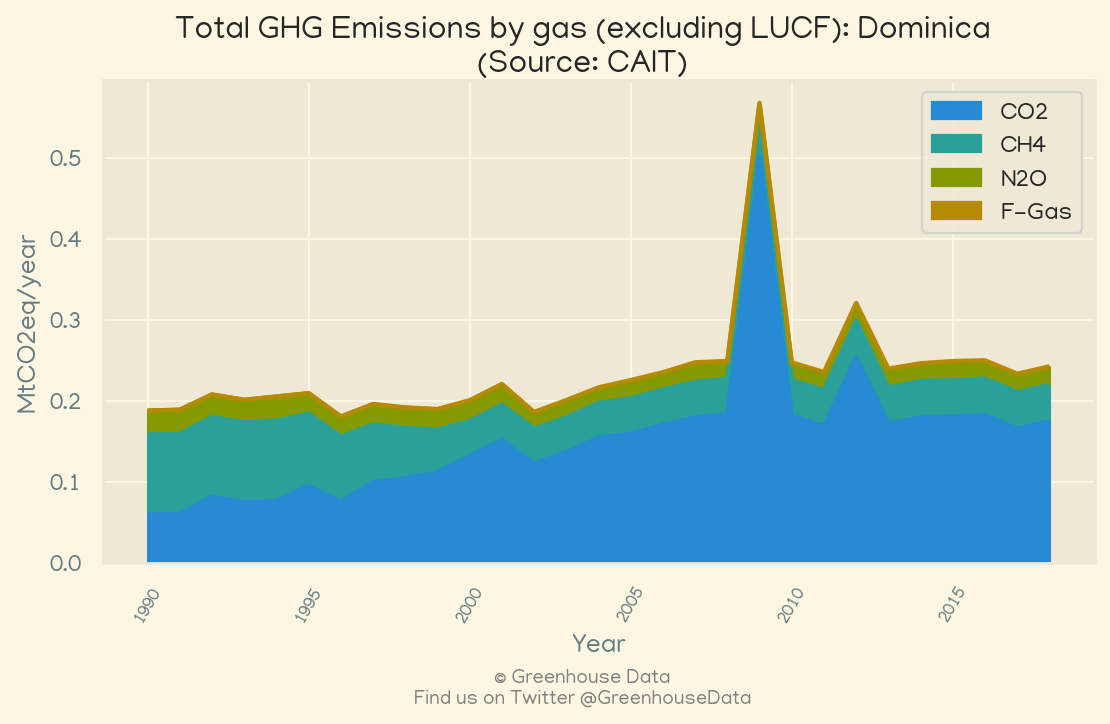 Total GHG Emissions by gas (excluding LUCF): Dominica
(Source: CAIT)
CO2
CH4
N2O
F-Gas
MtCO2eq/year
0.5
0.4
0.3
0.2
0.1
0.0
1990
1995
2000
2005
2010
2015
Year
© Greenhouse Data
Find us on Twitter @GreenhouseData